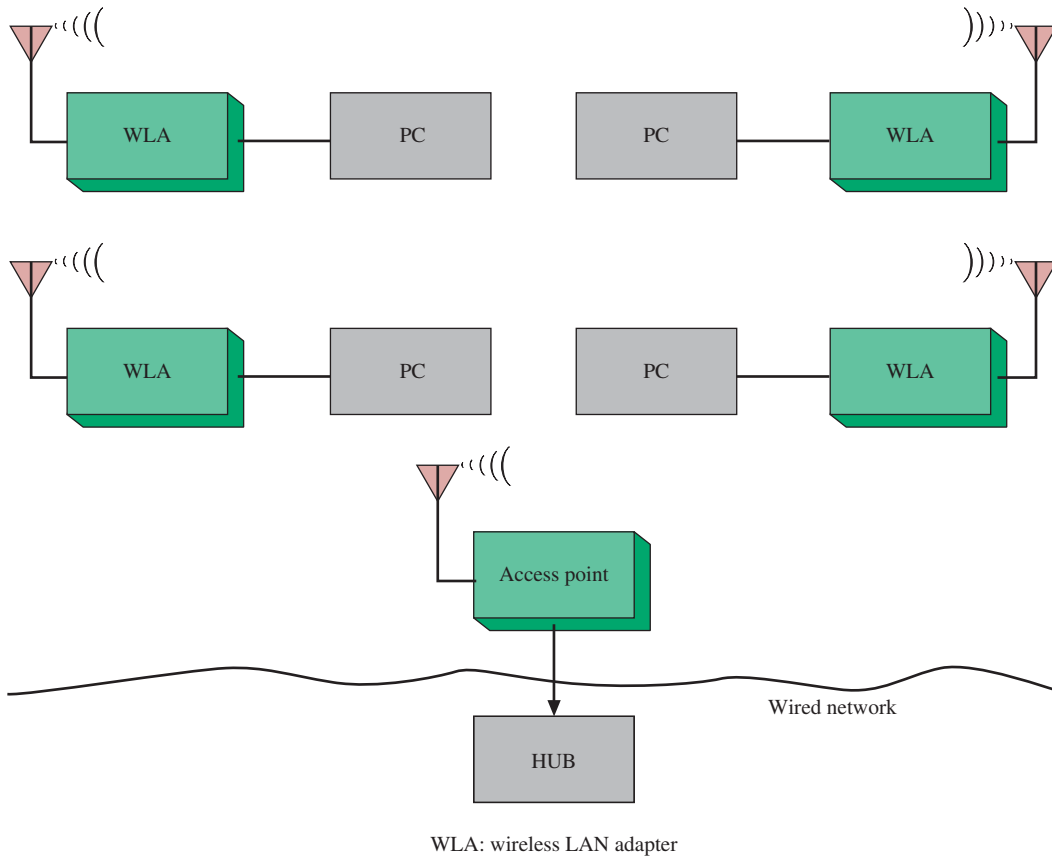 WLA
PC
PC
WLA
WLA
PC
PC
WLA
Access point
Wired network
HUB
WLA: wireless LAN adapter